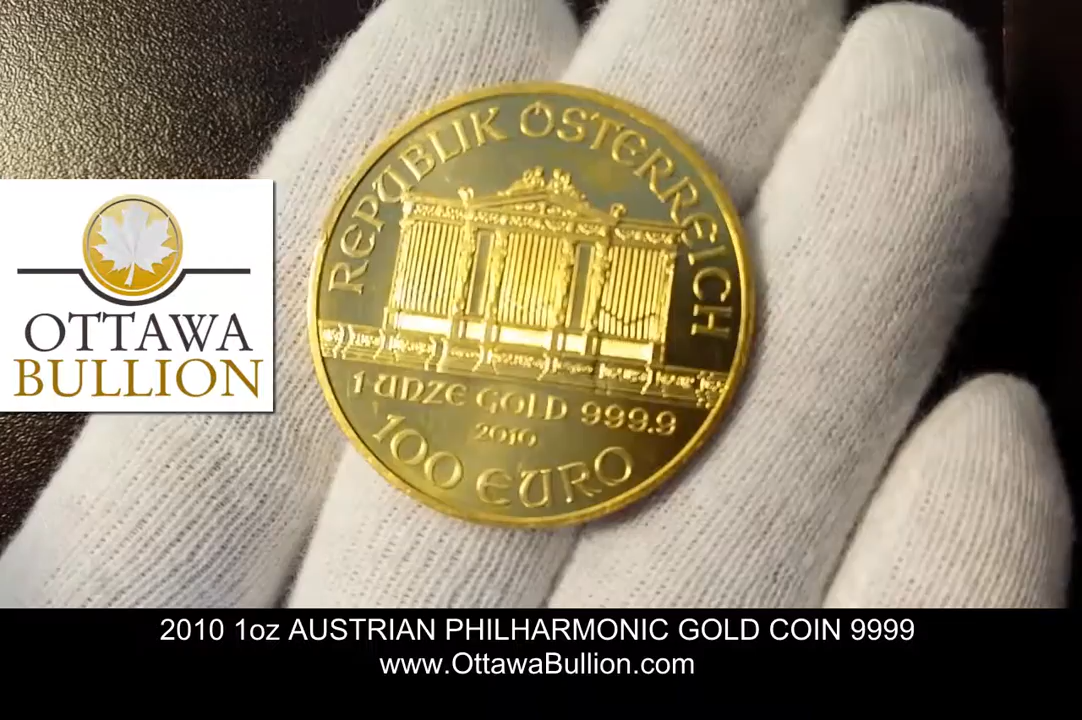 REPUBLIK ÖSTERREICH
1 UNZE GOLD 999.9
2010
100 EURO
OTTAWA
BULLION
2010 1oz AUSTRIAN PHILHARMONIC GOLD COIN 9999
www.OttawaBullion.com